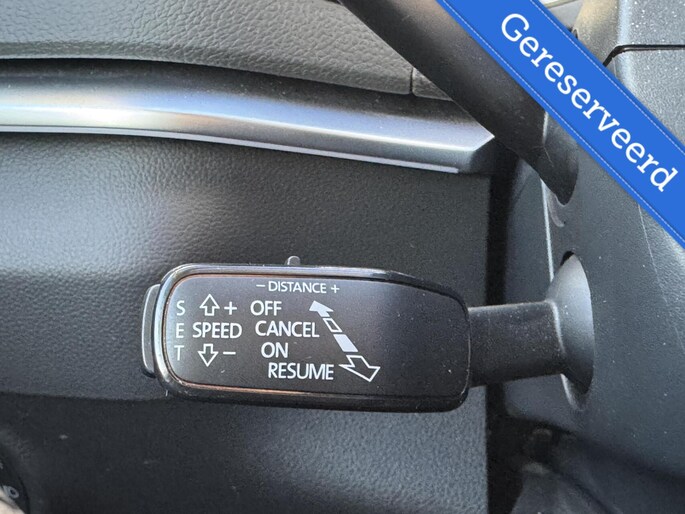 Gereserveerd
− DISTANCE +
S + OFF
E SPEED CANCEL
T − ON
RESUME